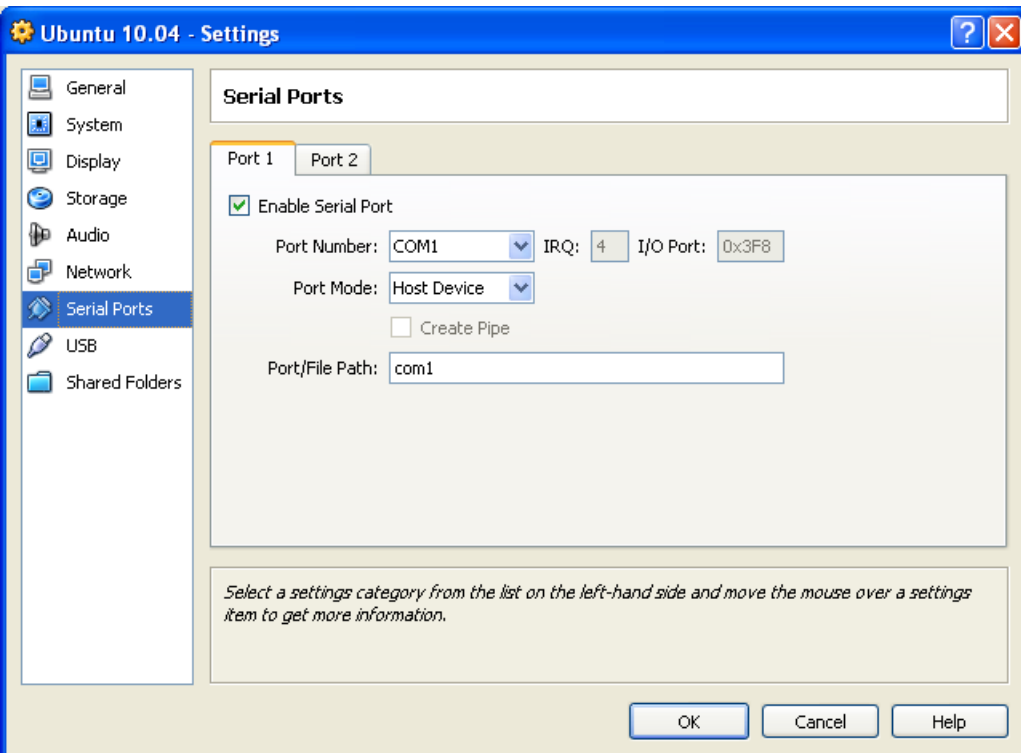 Ubuntu 10.04 - Settings
General
System
Display
Storage
Audio
Network
Serial Ports
USB
Shared Folders
Serial Ports
Port 1 Port 2
Enable Serial Port
Port Number: COM1 IRQ: 4 I/O Port: 0x3F8
Port Mode: Host Device
Create Pipe
Port/File Path: com1
Select a settings category from the list on the left-hand side and move the mouse over a settings
item to get more information.
OK Cancel Help